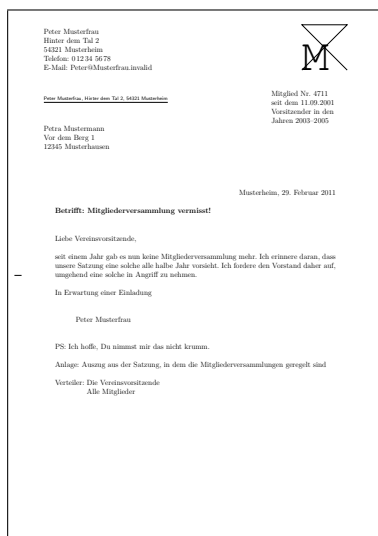 Peter Musterfrau
Hinter dem Tal 2
54321 Musterheim
Telefon: 0 12 34 56 78
E-Mail: Peter@Musterfrau.invalid
M
Peter Musterfrau, Hinter dem Tal 2, 54321 Musterheim
Mitglied Nr. 4711
seit dem 11.09.2001
Vorsitzender in den
Jahren 2003–2005
Petra Mustermann
Vor dem Berg 1
12345 Musterhausen
Musterheim, 29. Februar 2011
Betrifft: Mitgliederversammlung vermisst!
Liebe Vereinsvorsitzende,
seit einem Jahr gab es nun keine Mitgliederversammlung mehr. Ich erinnere daran, dass
unsere Satzung eine solche alle halbe Jahr vorsieht. Ich fordere den Vorstand daher auf,
umgehend eine solche in Angriff zu nehmen.
In Erwartung einer Einladung
Peter Musterfrau
PS: Ich hoffe, Du nimmst mir das nicht krumm.
Anlage: Auszug aus der Satzung, in dem die Mitgliederversammlungen geregelt sind
Verteiler: Die Vereinsvorsitzende
Alle Mitglieder